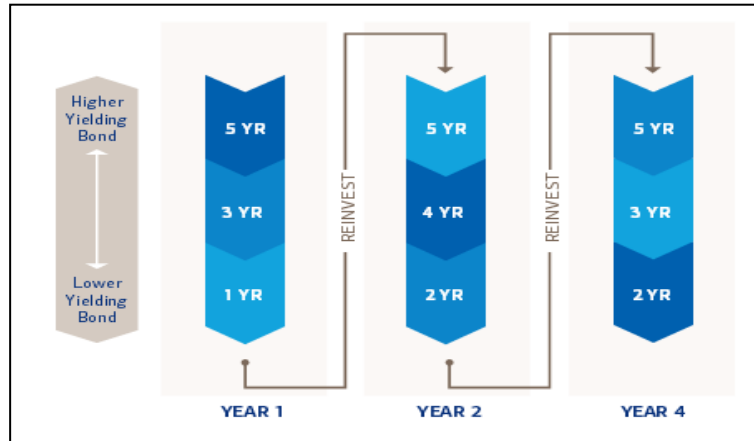 Higher
Yielding
Bond
Lower
Yielding
Bond
5 YR
3 YR
1 YR
YEAR 1
REINVEST
5 YR
4 YR
2 YR
YEAR 2
REINVEST
5 YR
3 YR
2 YR
YEAR 4